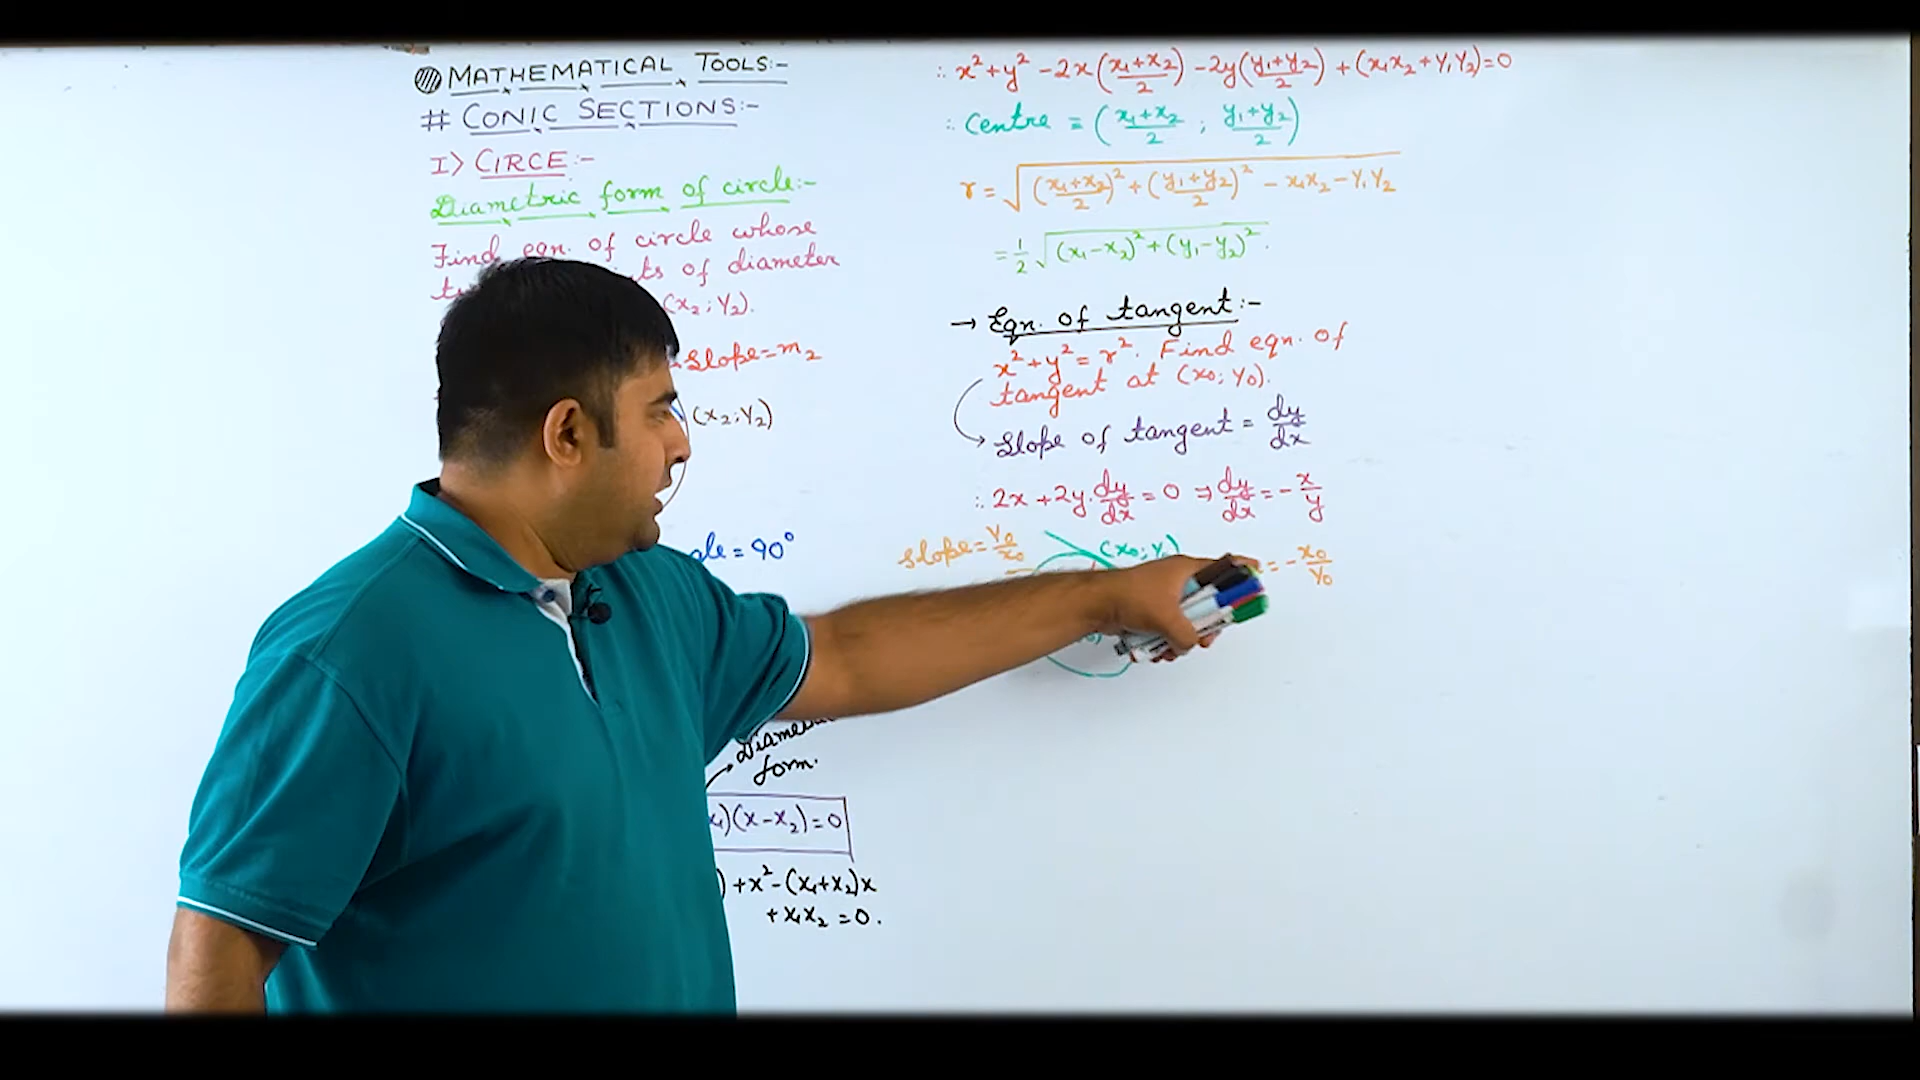 MATHEMATICAL TOOLS:-
# CONIC SECTIONS:-
I> CIRCE:-
Diametric form of circle:-
Find eqn. of circle whose
of diameter
(x₂; y₂).
slope = m₂
(x₂; y₂)
= 90°
form.
(x-x₂) = 0
+ x² - (x₁+x₂)x
+ x₁x₂ = 0.
∴ x² + y² - 2x((x₁+x₂)/2) - 2y((y₁+y₂)/2) + (x₁x₂ + y₁y₂) = 0
∴ Centre = ((x₁+x₂)/2 ; (y₁+y₂)/2)
r = √(((x₁+x₂)/2)² + ((y₁+y₂)/2)² - x₁x₂ - y₁y₂)
= 1/2 √((x₁-x₂)² + (y₁-y₂)²).
→ Eqn. of tangent:-
x² + y² = r². Find eqn. of
tangent at (x₀; y₀).
→ Slope of tangent = dy/dx
∴ 2x + 2y. dy/dx = 0 ⇒ dy/dx = - x/y
slope = y₀/x₀
(x₀; y₀)
= - x₀/y₀